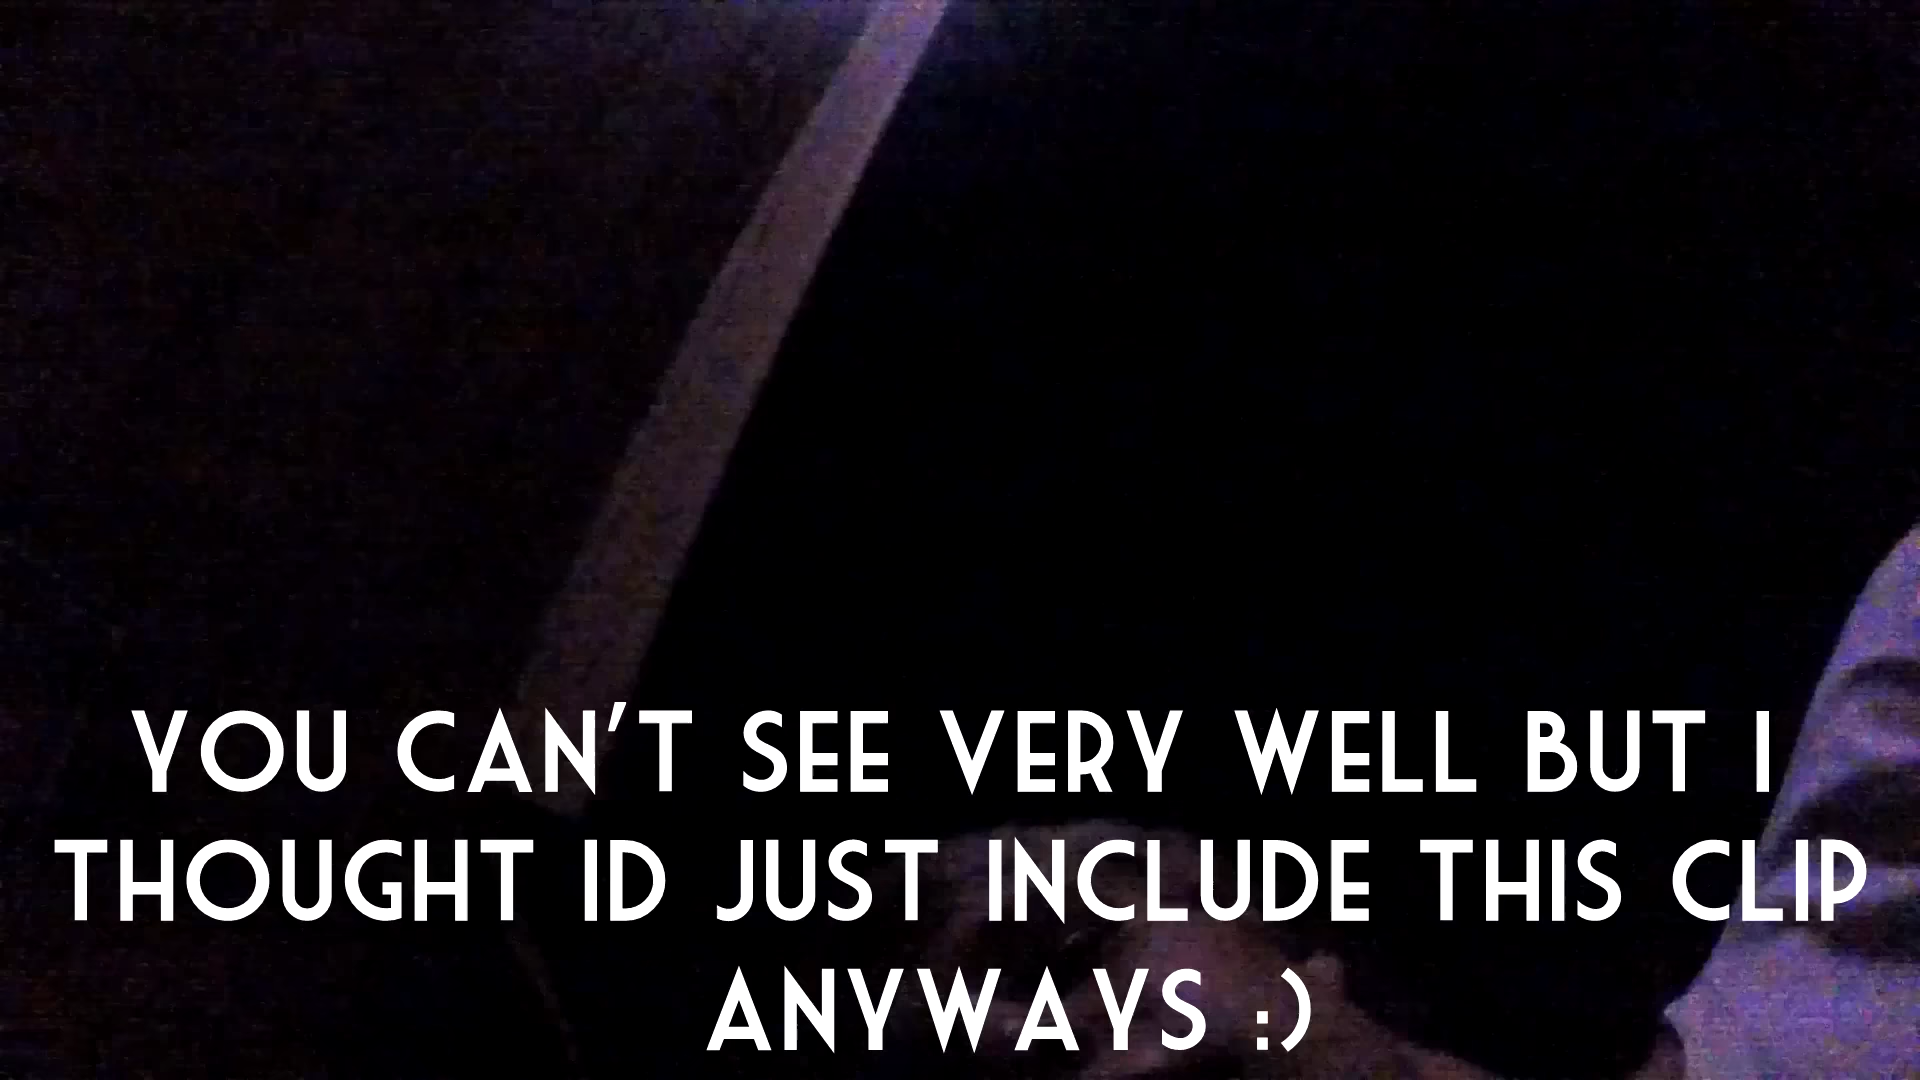 YOU CAN'T SEE VERY WELL BUT I
THOUGHT ID JUST INCLUDE THIS CLIP
ANYWAYS :)